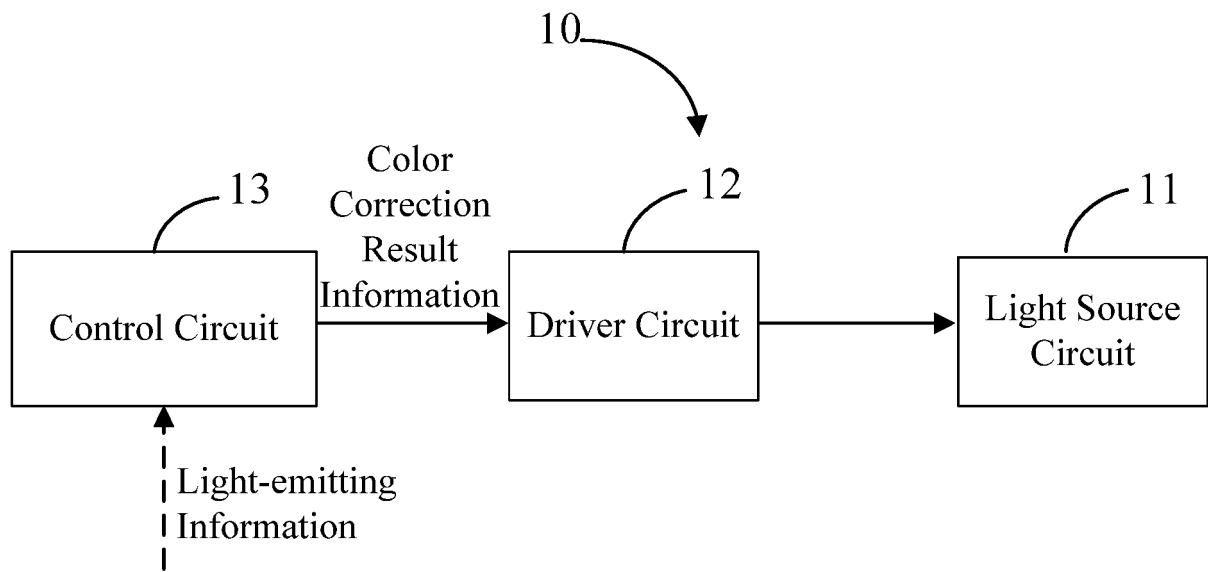 10
13
Color
Correction
Result
Information
12
11
Control Circuit
Driver Circuit
Light Source
Circuit
Light-emitting
Information